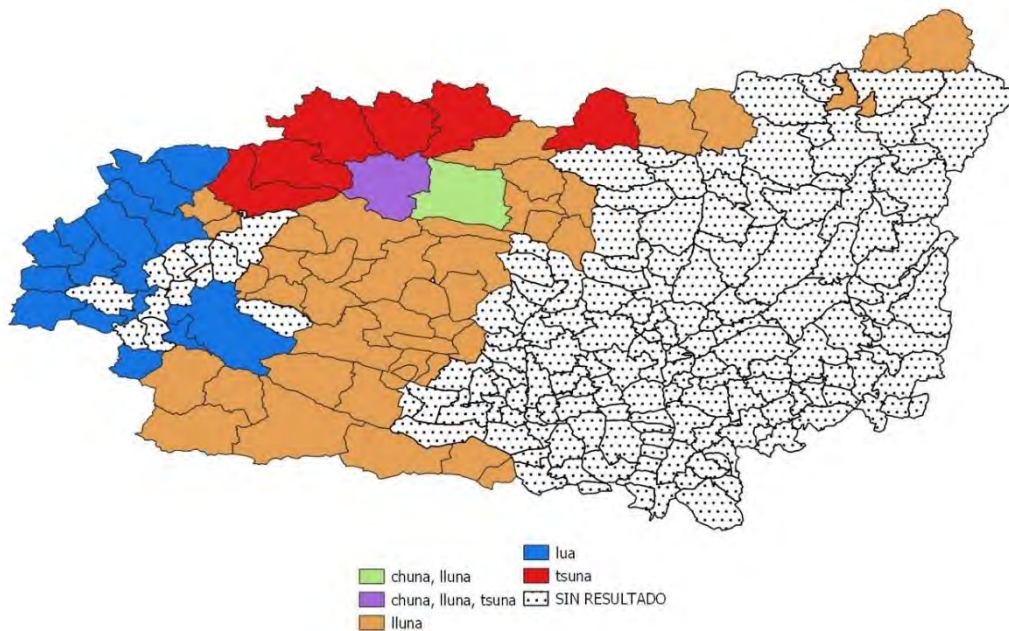 chuna, lluna
chuna, lluna, tsuna
lluna
lua
tsuna
SIN RESULTADO